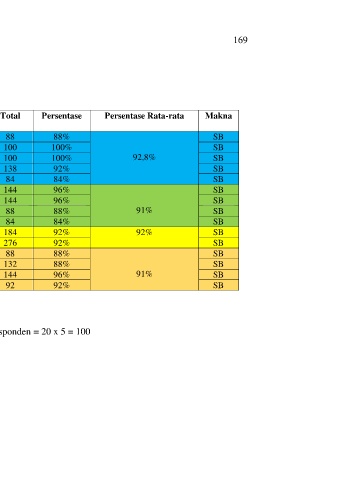 169
Total Persentase Persentase Rata-rata Makna
88 88% SB
100 100% SB
100 100% 92,8% SB
138 92% SB
84 84% SB
144 96% SB
144 96% SB
88 88% 91% SB
84 84% SB
184 92% 92% SB
276 92% SB
88 88% SB
132 88% SB
144 96% 91% SB
92 92% SB
sponden = 20 x 5 = 100